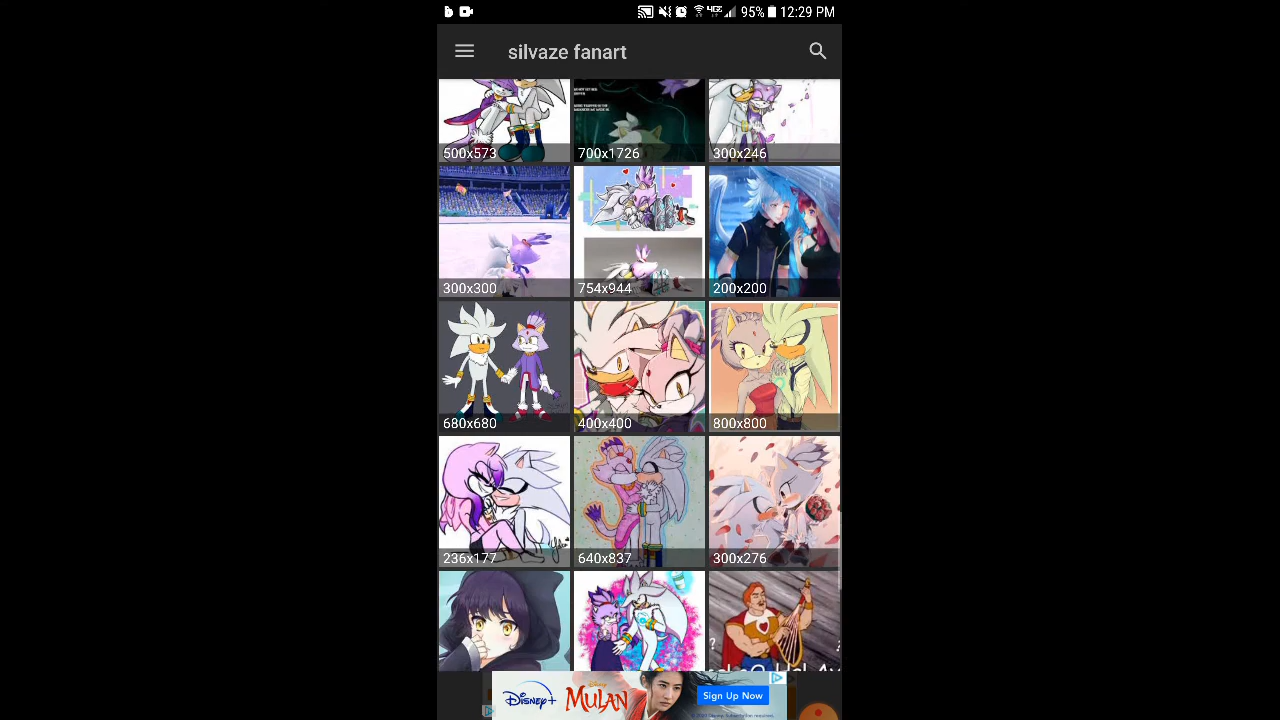 95% 12:29 PM
silvaze fanart
500x573
700x1726
300x246
300x300
754x944
200x200
680x680
400x400
800x800
236x177
640x837
300x276
Disney+
Disney
MULAN
Sign Up Now